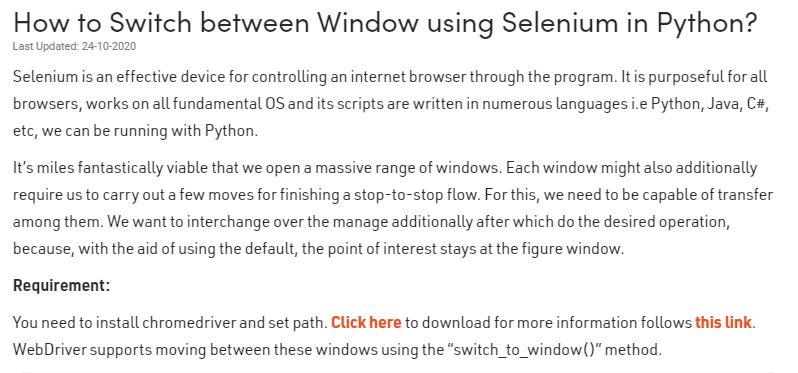 How to Switch between Window using Selenium in Python?
Last Updated: 24-10-2020
Selenium is an effective device for controlling an internet browser through the program. It is purposeful for all
browsers, works on all fundamental OS and its scripts are written in numerous languages i.e Python, Java, C#,
etc, we can be running with Python.
It’s miles fantastically viable that we open a massive range of windows. Each window might also additionally
require us to carry out a few moves for finishing a stop-to-stop flow. For this, we need to be capable of transfer
among them. We want to interchange over the manage additionally after which do the desired operation,
because, with the aid of using the default, the point of interest stays at the figure window.
Requirement:
You need to install chromedriver and set path. Click here to download for more information follows this link.
WebDriver supports moving between these windows using the “switch_to_window()” method.